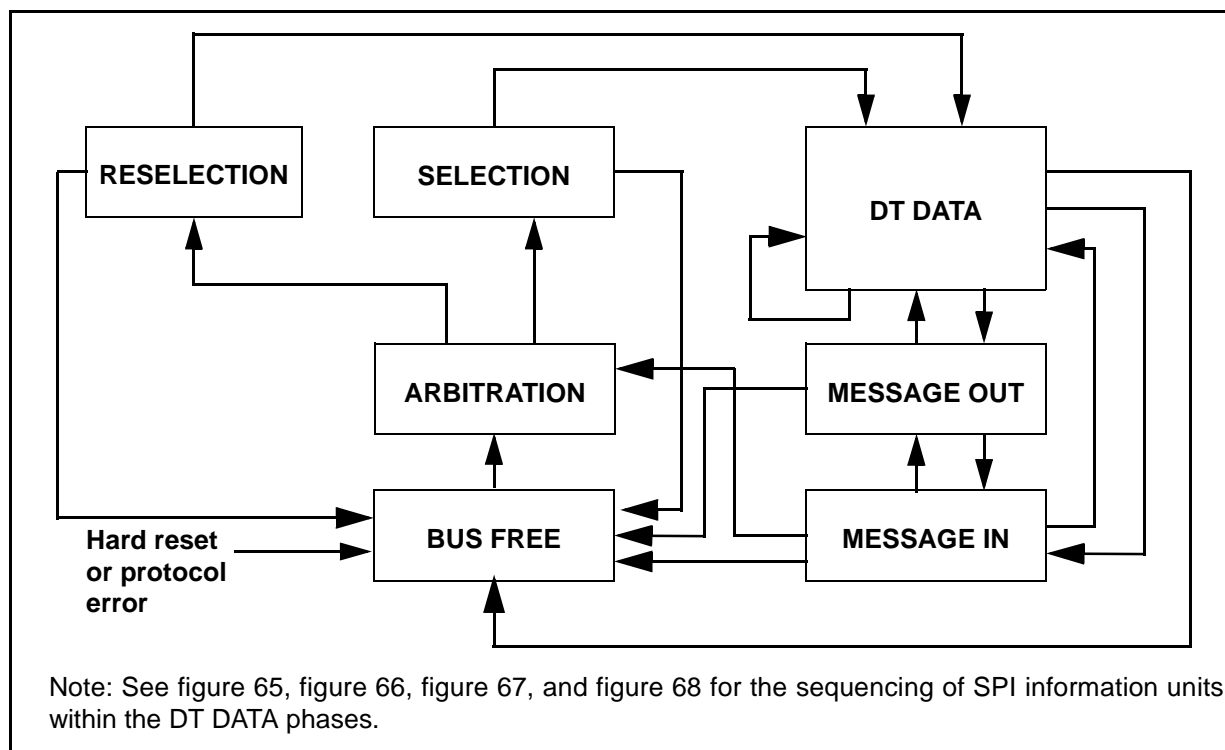 RESELECTION
SELECTION
DT DATA
ARBITRATION
MESSAGE OUT
BUS FREE
MESSAGE IN
Hard reset
or protocol
error
Note: See figure 65, figure 66, figure 67, and figure 68 for the sequencing of SPI information units
within the DT DATA phases.